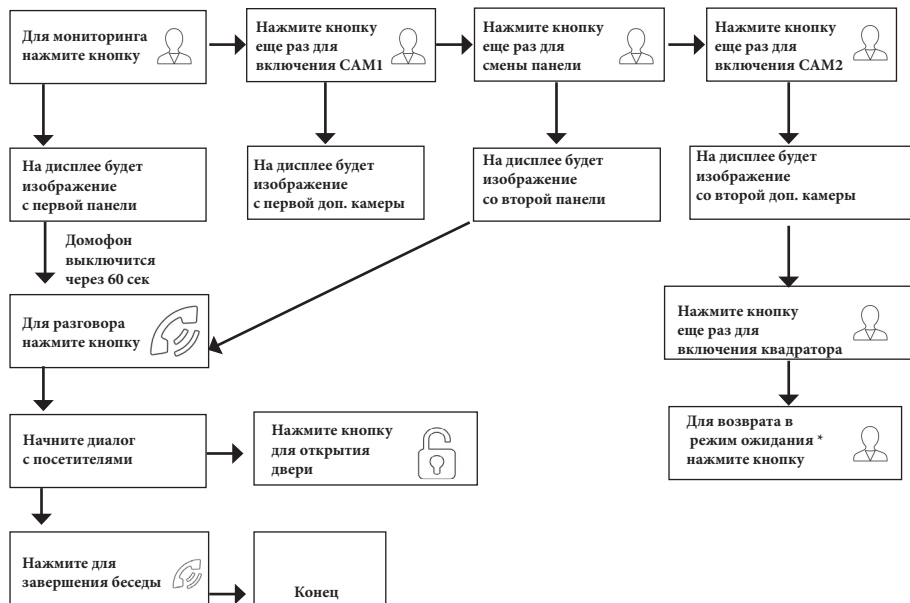 Для мониторинга
нажмите кнопку
Нажмите кнопку
еще раз для
включения CAM1
Нажмите кнопку
еще раз для
смены панели
Нажмите кнопку
еще раз для
включения CAM2
На дисплее будет
изображение
с первой панели
На дисплее будет
изображение
с первой доп. камеры
На дисплее будет
изображение
со второй панели
На дисплее будет
изображение
со второй доп. камеры
Домофон
выключится
через 60 сек
Для разговора
нажмите кнопку
Нажмите кнопку
еще раз для
включения квадратора
Начните диалог
с посетителями
Нажмите кнопку
для открытия
двери
Для возврата в
режим ожидания *
нажмите кнопку
Нажмите для
завершения беседы
Конец